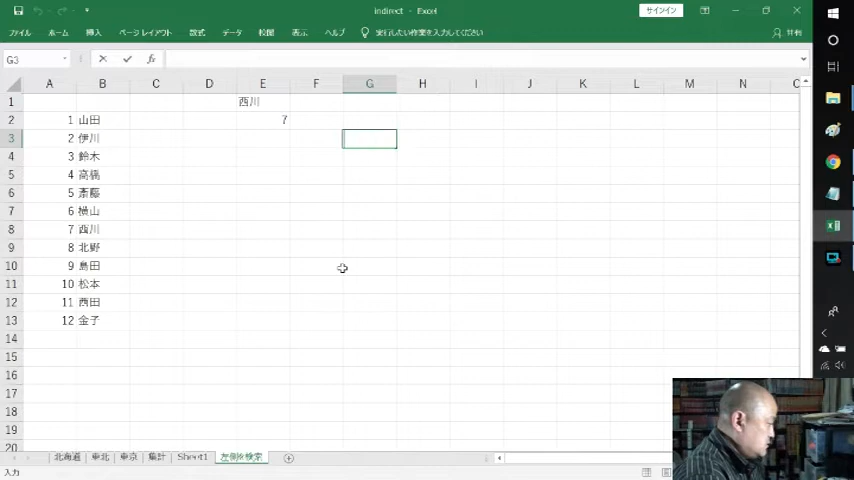 indirect - Excel
サインイン
ファイル ホーム 挿入 ページ レイアウト 数式 データ 校閲 表示 ヘルプ 実行したい作業を入力してください 共有
G3 fx
A B C D E F G H I J K L M N
1 西川
2 1 山田 7
3 2 伊川
4 3 鈴木
5 4 高橋
6 5 斎藤
7 6 横山
8 7 西川
9 8 北野
10 9 島田
11 10 松本
12 11 西田
13 12 金子
14
15
16
17
18
19
20
北海道 東北 東京 集計 Sheet1 左側を検索
入力